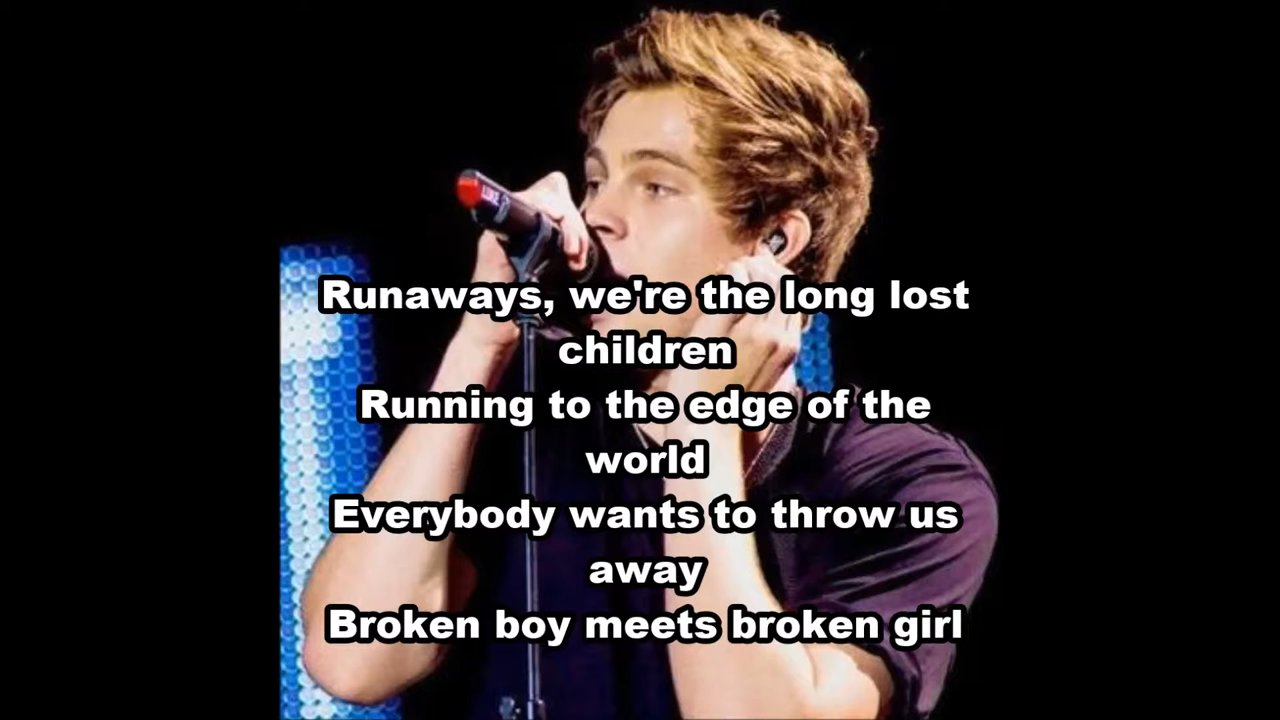 Runaways, we're the long lost
children
Running to the edge of the
world
Everybody wants to throw us
away
Broken boy meets broken girl